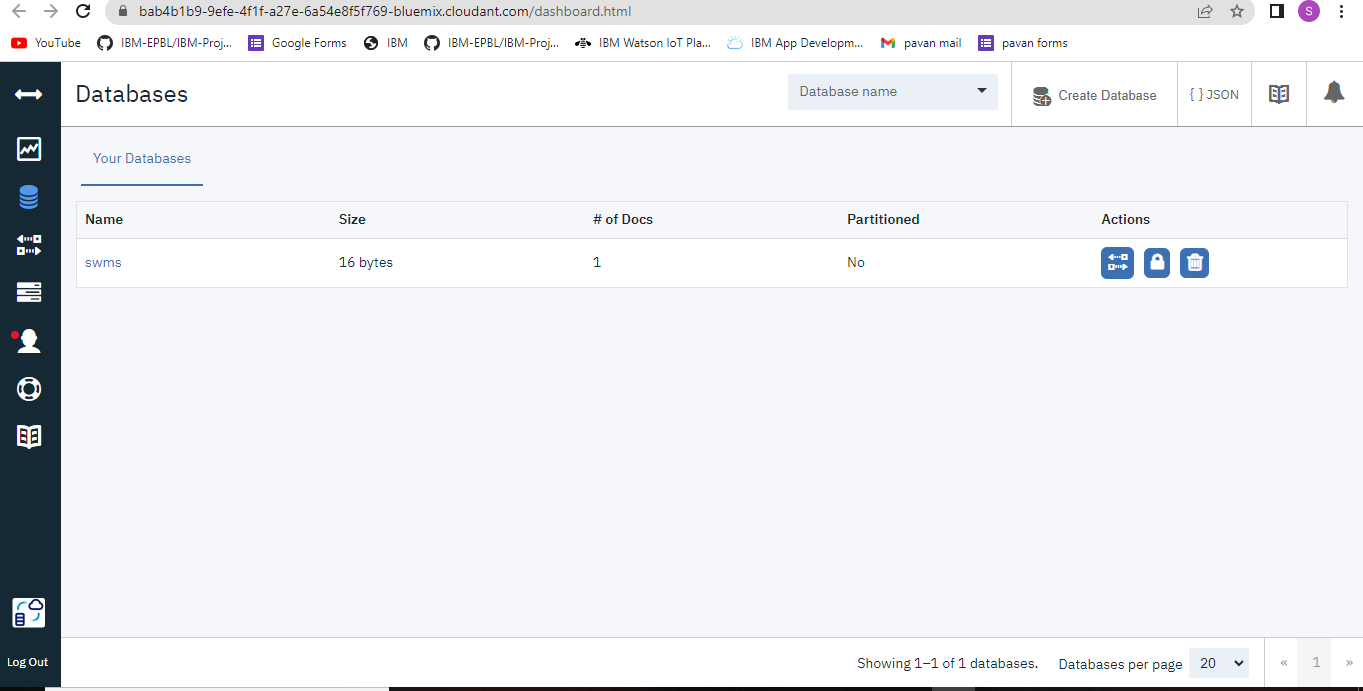 bab4b1b9-9efe-4f1f-a27e-6a54e8f5f769-bluemix.cloudant.com/dashboard.html
S
YouTube IBM-EPBL/IBM-Proj... Google Forms IBM IBM-EPBL/IBM-Proj... IBM Watson IoT Pla... IBM App Developm... pavan mail pavan forms
Databases Database name Create Database { } JSON
Your Databases
Name Size # of Docs Partitioned Actions
swms 16 bytes 1 No
Showing 1–1 of 1 databases. Databases per page 20 « 1 »
Log Out